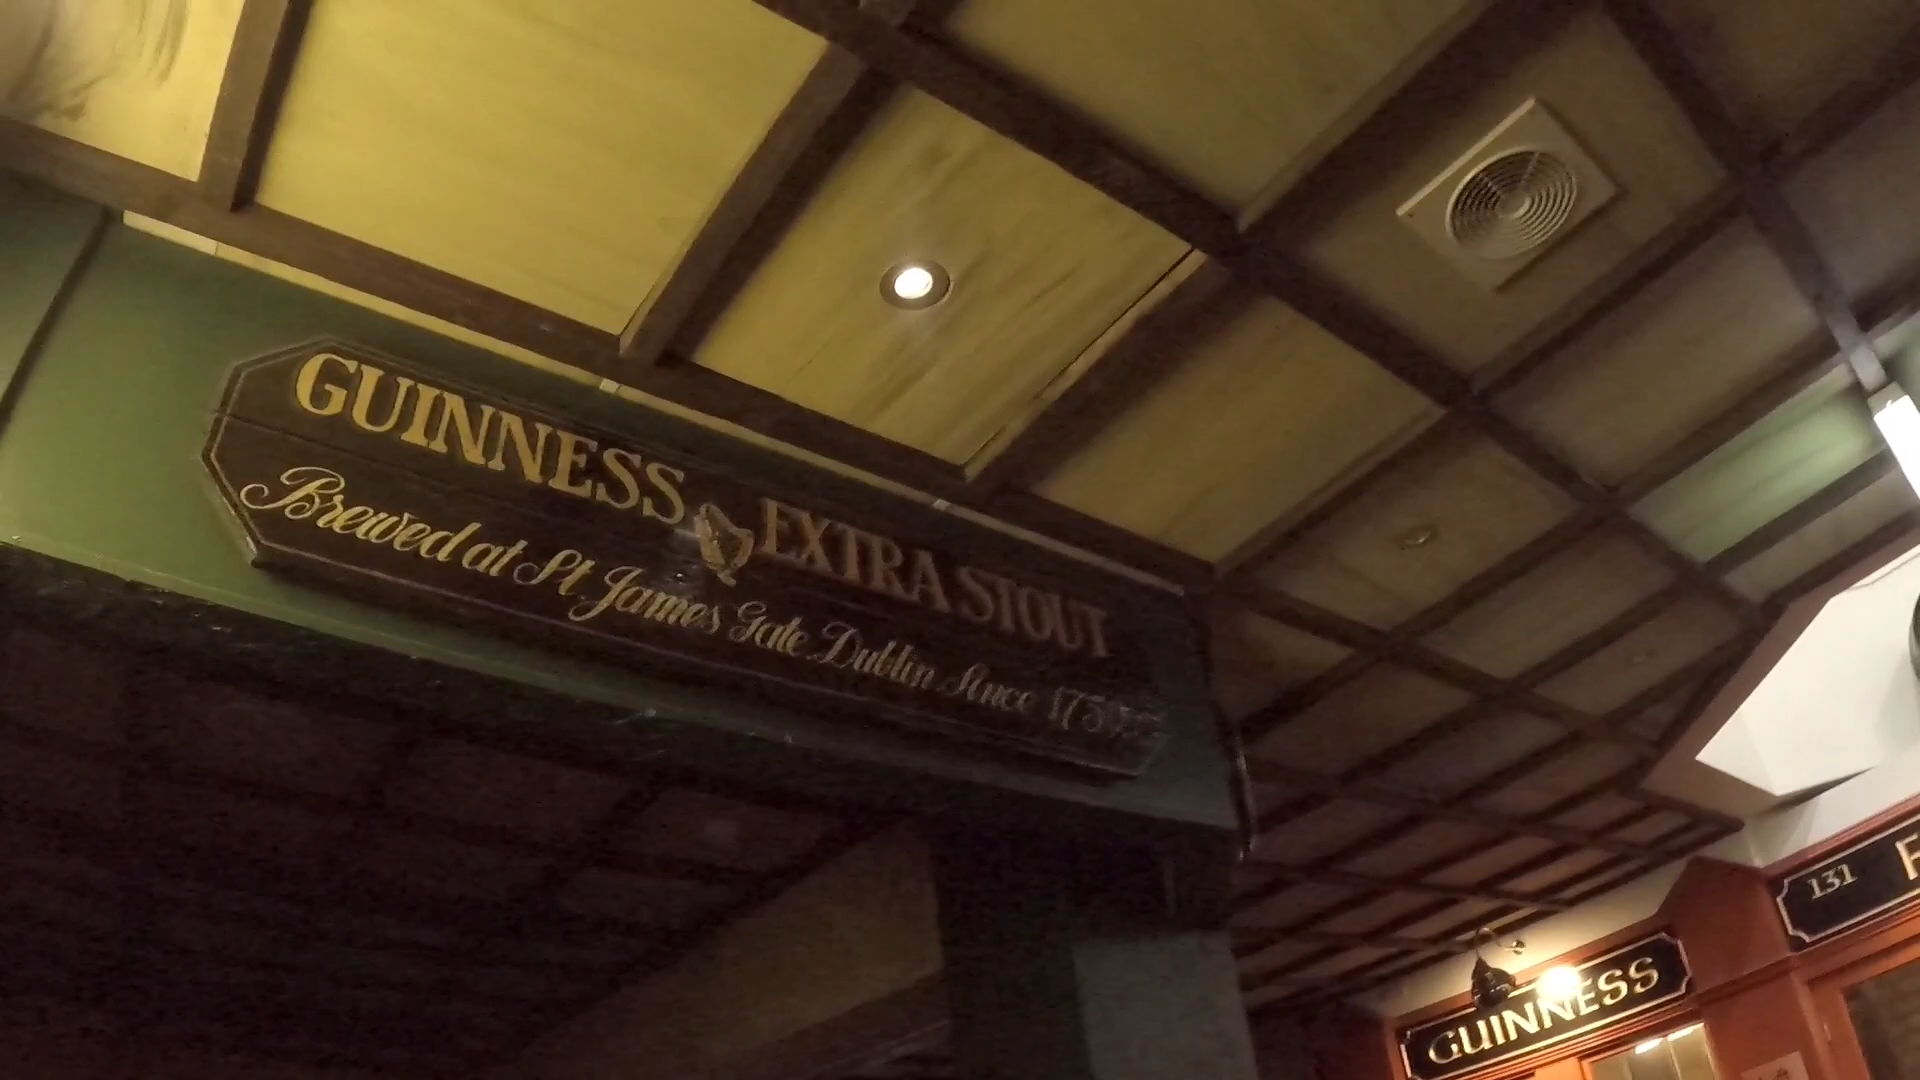 GUINNESS EXTRA STOUT
Brewed at St. James Gate Dublin Since 1759
131 F
GUINNESS